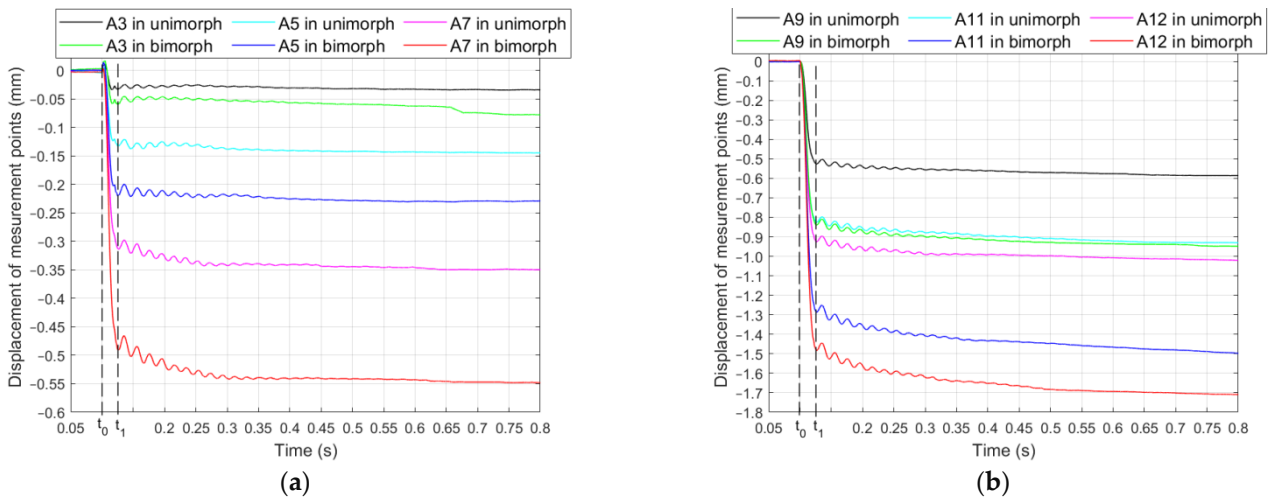 A3 in unimorph A5 in unimorph A7 in unimorph
A3 in bimorph A5 in bimorph A7 in bimorph
Displacement of mesurement points (mm)
0
−0.05
−0.1
−0.15
−0.2
−0.25
−0.3
−0.35
−0.4
−0.45
−0.5
−0.55
−0.6
0.05 t0 t1 0.2 0.25 0.3 0.35 0.4 0.45 0.5 0.55 0.6 0.65 0.7 0.75 0.8
Time (s)
(a)
A9 in unimorph A11 in unimorph A12 in unimorph
A9 in bimorph A11 in bimorph A12 in bimorph
Displacement of mesurement points (mm)
0
−0.1
−0.2
−0.3
−0.4
−0.5
−0.6
−0.7
−0.8
−0.9
−1.0
−1.1
−1.2
−1.3
−1.4
−1.5
−1.6
−1.7
−1.8
0.05 t0 t1 0.2 0.25 0.3 0.35 0.4 0.45 0.5 0.55 0.6 0.65 0.7 0.75 0.8
Time (s)
(b)